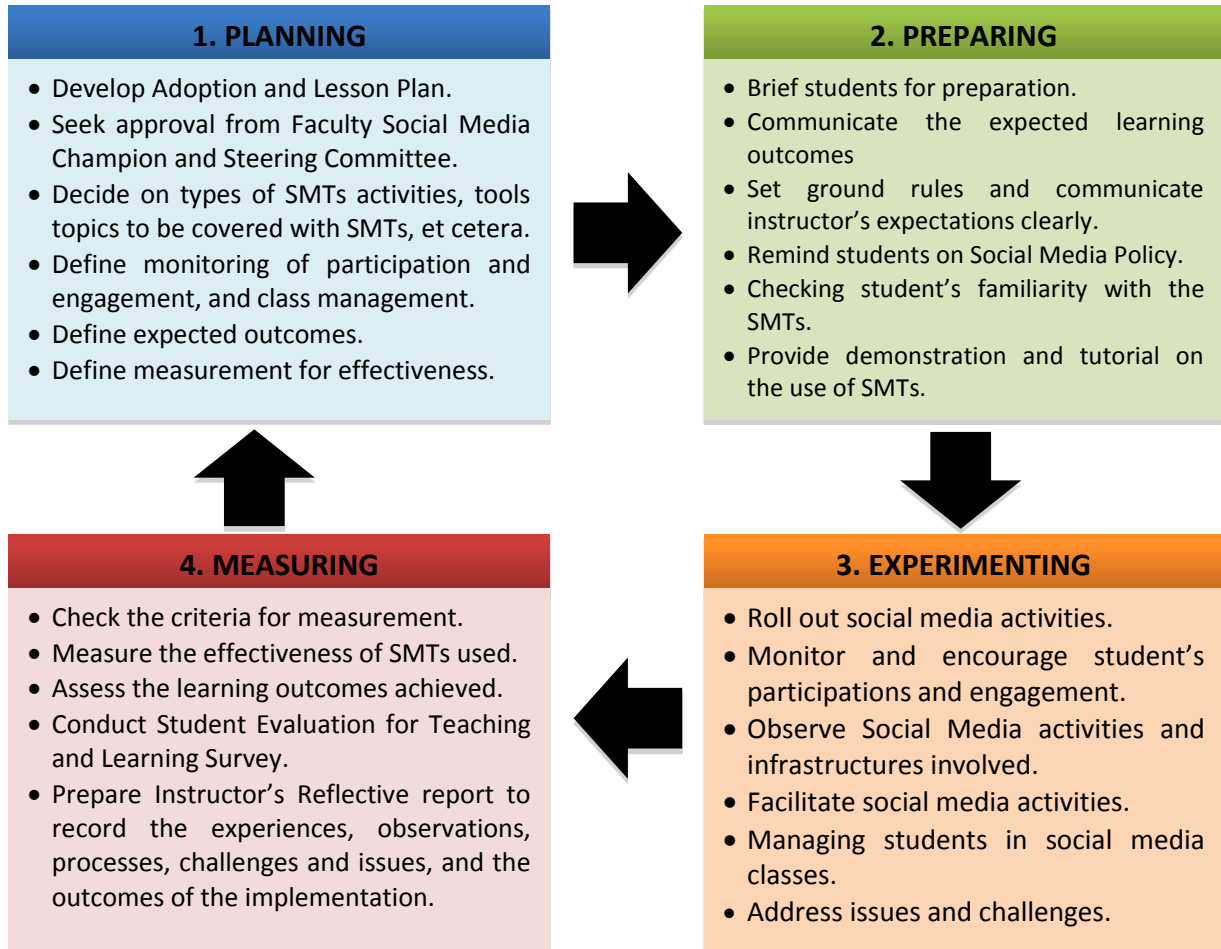 1. PLANNING
• Develop Adoption and Lesson Plan.
• Seek approval from Faculty Social Media
Champion and Steering Committee.
• Decide on types of SMTs activities, tools
topics to be covered with SMTs, et cetera.
• Define monitoring of participation and
engagement, and class management.
• Define expected outcomes.
• Define measurement for effectiveness.
2. PREPARING
• Brief students for preparation.
• Communicate the expected learning
outcomes
• Set ground rules and communicate
instructor’s expectations clearly.
• Remind students on Social Media Policy.
• Checking student’s familiarity with the
SMTs.
• Provide demonstration and tutorial on
the use of SMTs.
3. EXPERIMENTING
• Roll out social media activities.
• Monitor and encourage student’s
participations and engagement.
• Observe Social Media activities and
infrastructures involved.
• Facilitate social media activities.
• Managing students in social media
classes.
• Address issues and challenges.
4. MEASURING
• Check the criteria for measurement.
• Measure the effectiveness of SMTs used.
• Assess the learning outcomes achieved.
• Conduct Student Evaluation for Teaching
and Learning Survey.
• Prepare Instructor’s Reflective report to
record the experiences, observations,
processes, challenges and issues, and the
outcomes of the implementation.